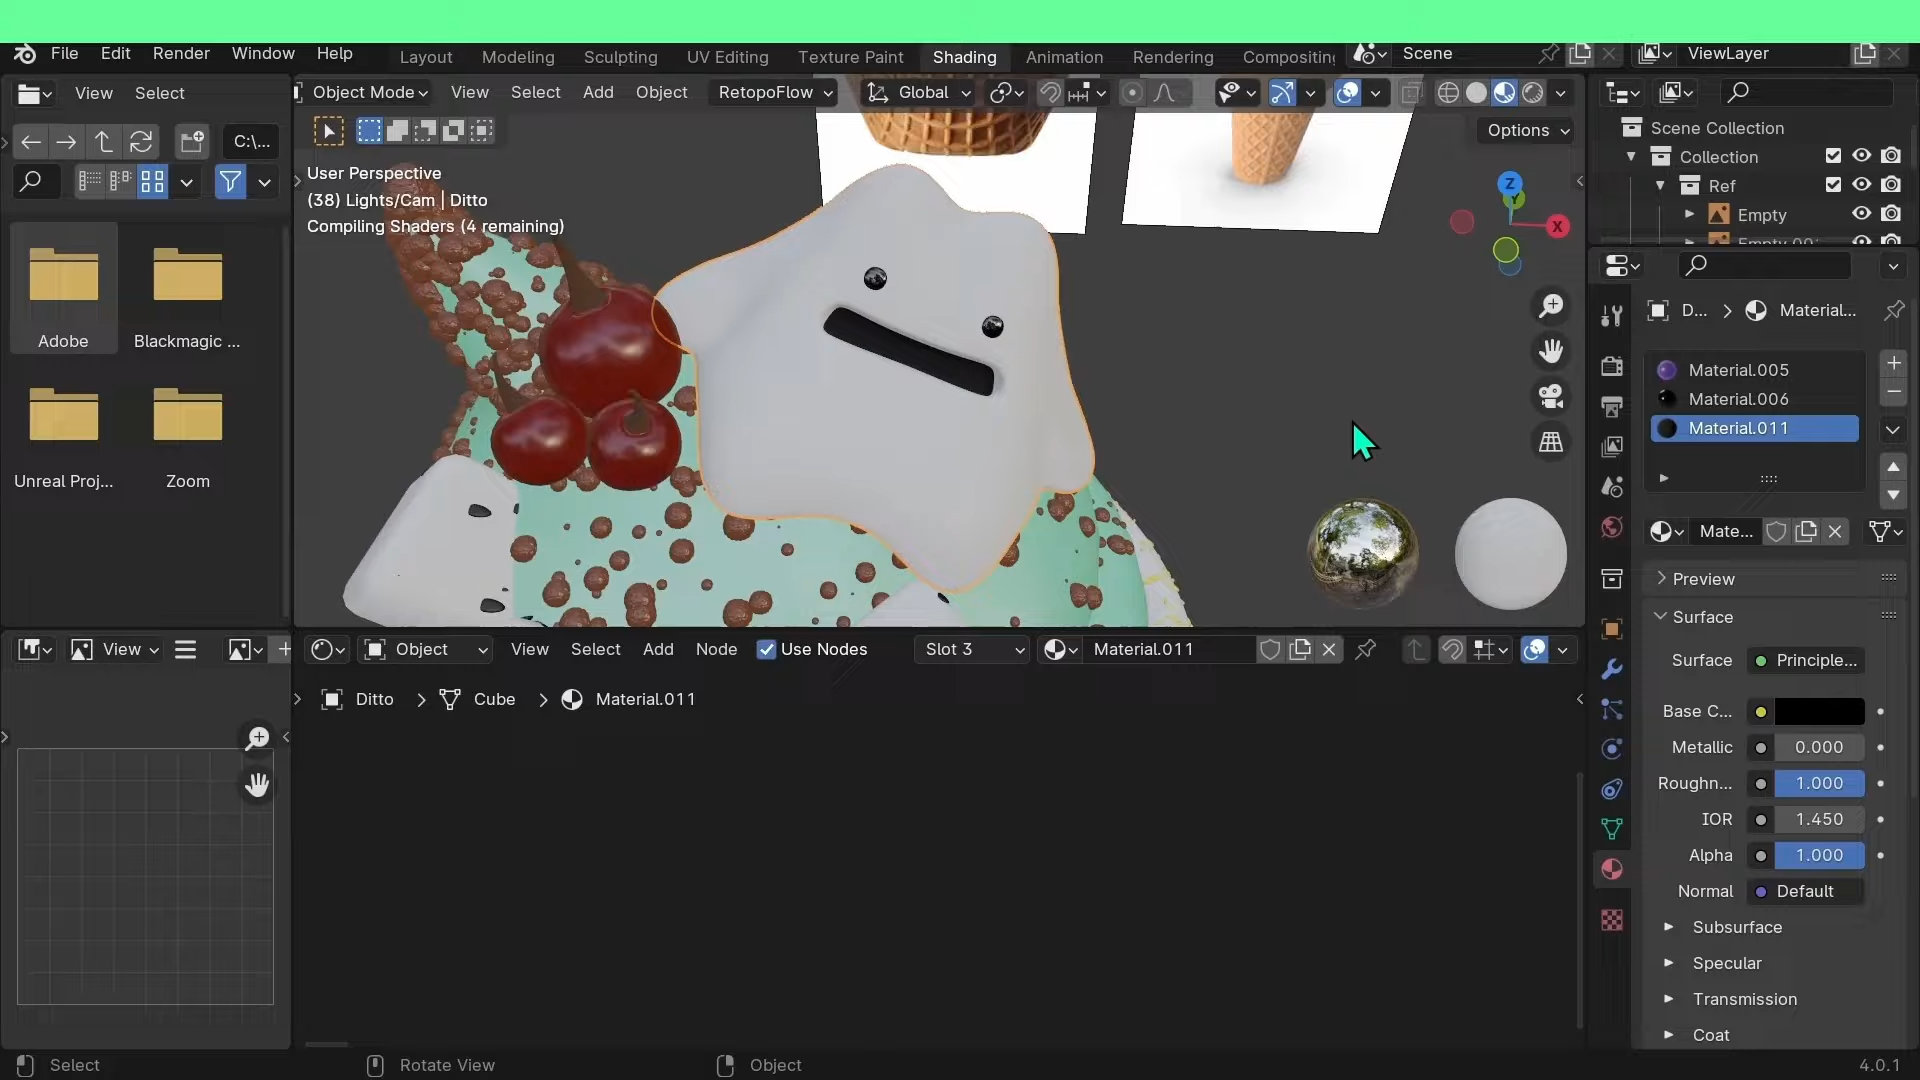 File Edit Render Window Help Layout Modeling Sculpting UV Editing Texture Paint Shading Animation Rendering Compositing Scene ViewLayer
View Select
Object Mode View Select Add Object RetopoFlow Global
C:\...
Options
User Perspective
(38) Lights/Cam | Ditto
Compiling Shaders (4 remaining)
Z
X
Adobe
Blackmagic ...
Unreal Proj...
Zoom
Scene Collection
Collection
Ref
Empty
D... > Material...
Material.005
Material.006
Material.011
Mate...
Preview
Surface
Surface Principle...
Base C...
Metallic 0.000
Roughn... 1.000
IOR 1.450
Alpha 1.000
Normal Default
Subsurface
Specular
Transmission
Coat
View
Object View Select Add Node Use Nodes Slot 3 Material.011
Ditto > Cube > Material.011
Select Rotate View Object 4.0.1